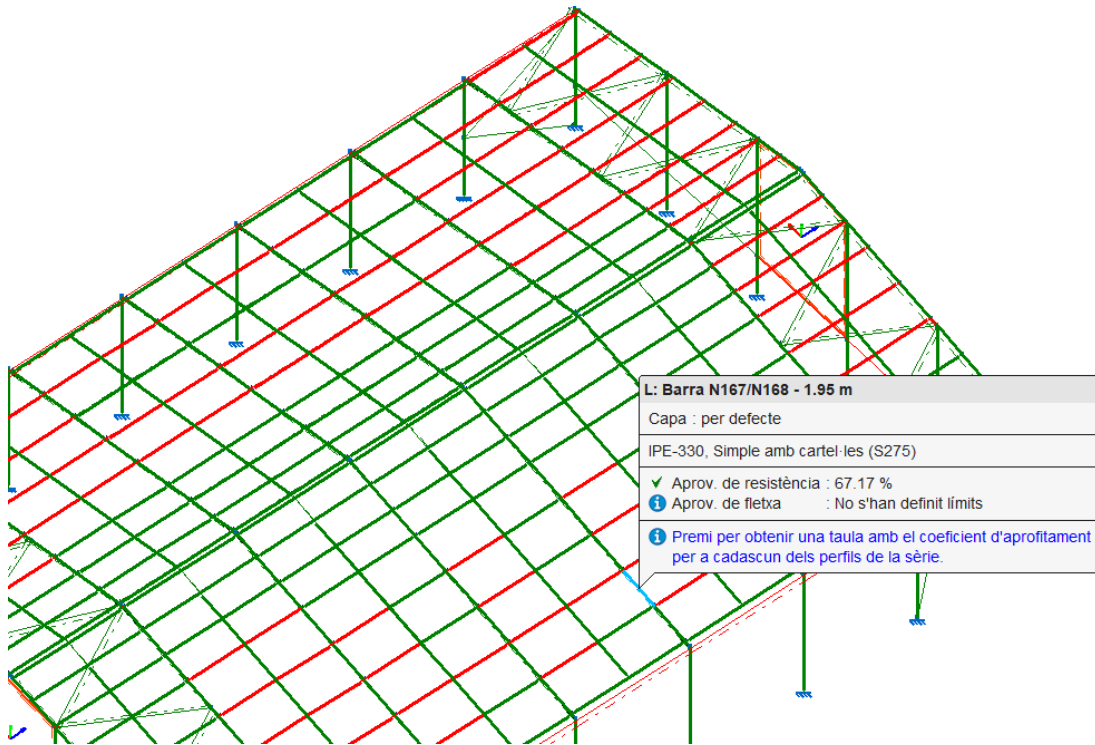 L: Barra N167/N168 - 1.95 m
Capa : per defecte
IPE-330, Simple amb cartel·les (S275)
Aprov. de resistència : 67.17 %
Aprov. de fletxa : No s'han definit límits
Premi per obtenir una taula amb el coeficient d'aprofitament
per a cadascun dels perfils de la sèrie.